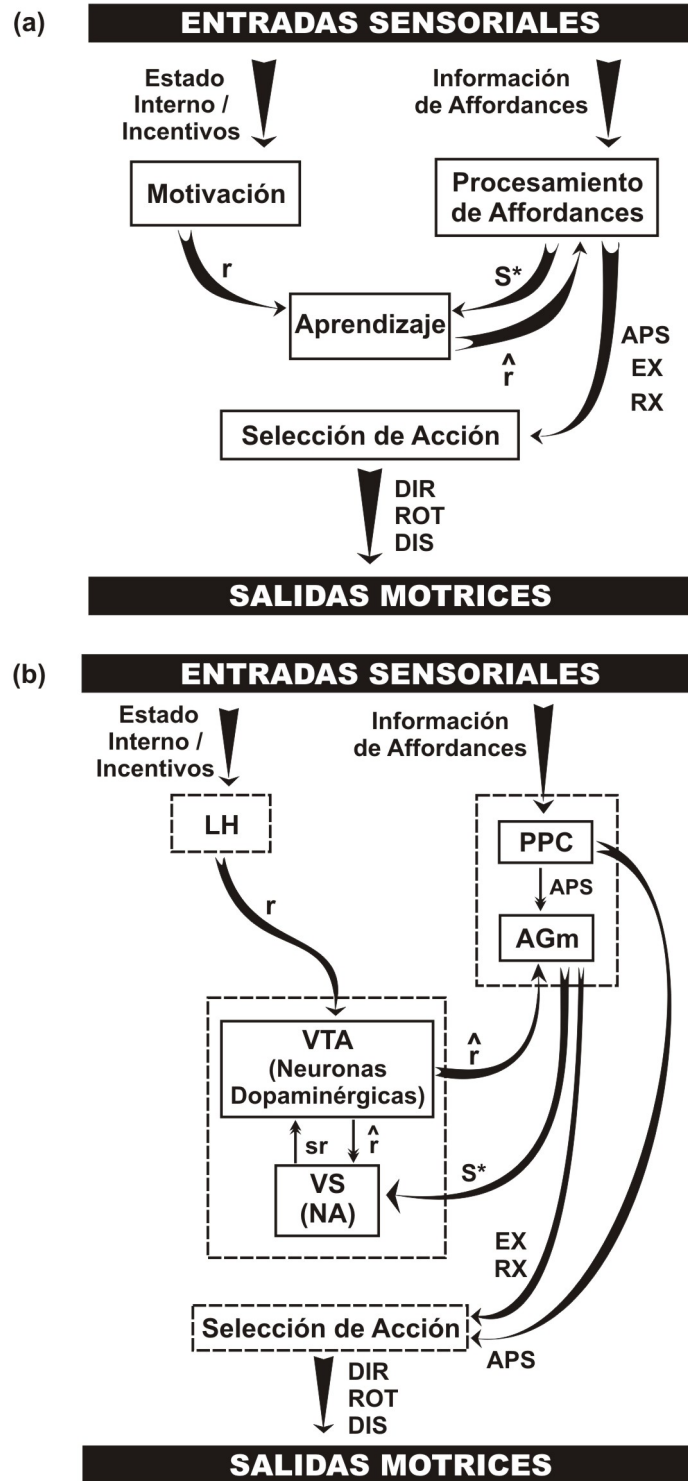 (a)
ENTRADAS SENSORIALES
Estado
Interno /
Incentivos
Información
de Affordances
Motivación
Procesamiento
de Affordances
r
S*
Aprendizaje
r̂
APS
EX
RX
Selección de Acción
DIR
ROT
DIS
SALIDAS MOTRICES
(b)
ENTRADAS SENSORIALES
Estado
Interno /
Incentivos
Información
de Affordances
LH
PPC
APS
AGm
r
VTA
(Neuronas
Dopaminérgicas)
r̂
sr
r̂
VS
(NA)
S*
EX
RX
Selección de Acción
APS
DIR
ROT
DIS
SALIDAS MOTRICES